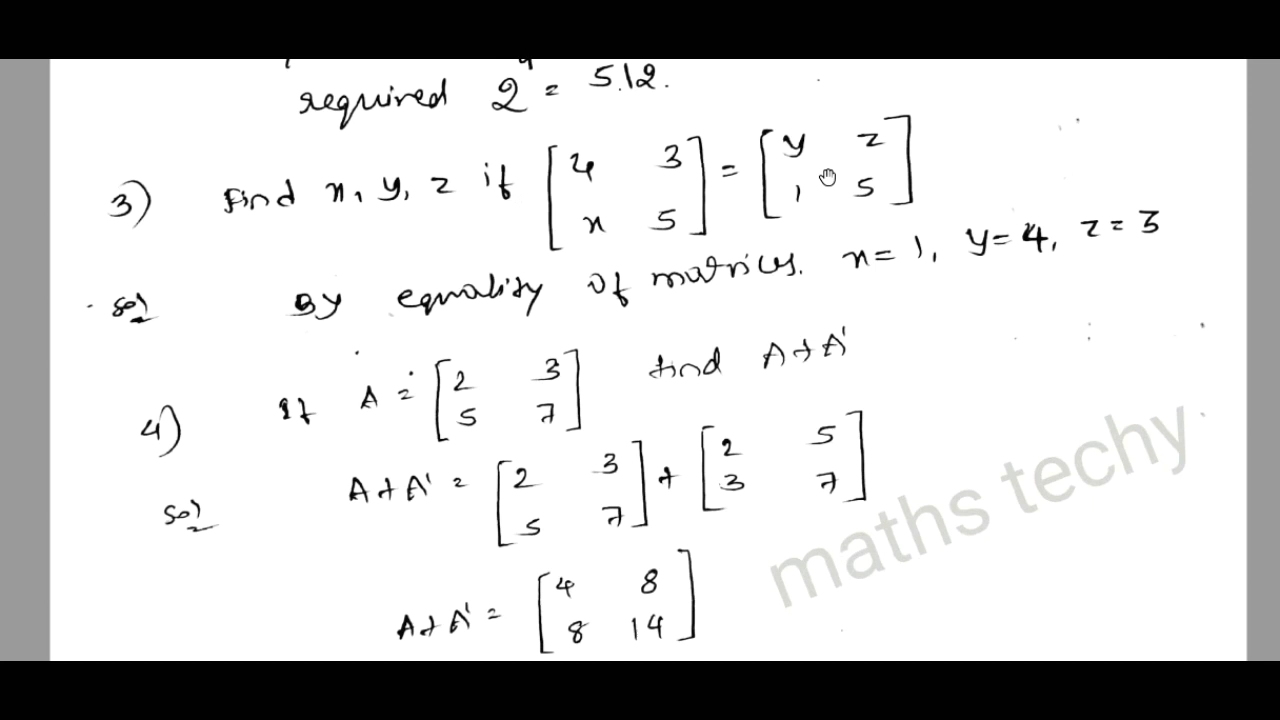 required 2⁹ = 512.
3) Find x, y, z if [4 3; x 5] = [y z; 1 5]
Sol By equality of matrices. x = 1, y = 4, z = 3
4) If A = [2 3; 5 7] find A + A'
Sol A + A' = [2 3; 5 7] + [2 5; 3 7]
A + A' = [4 8; 8 14]
maths techy